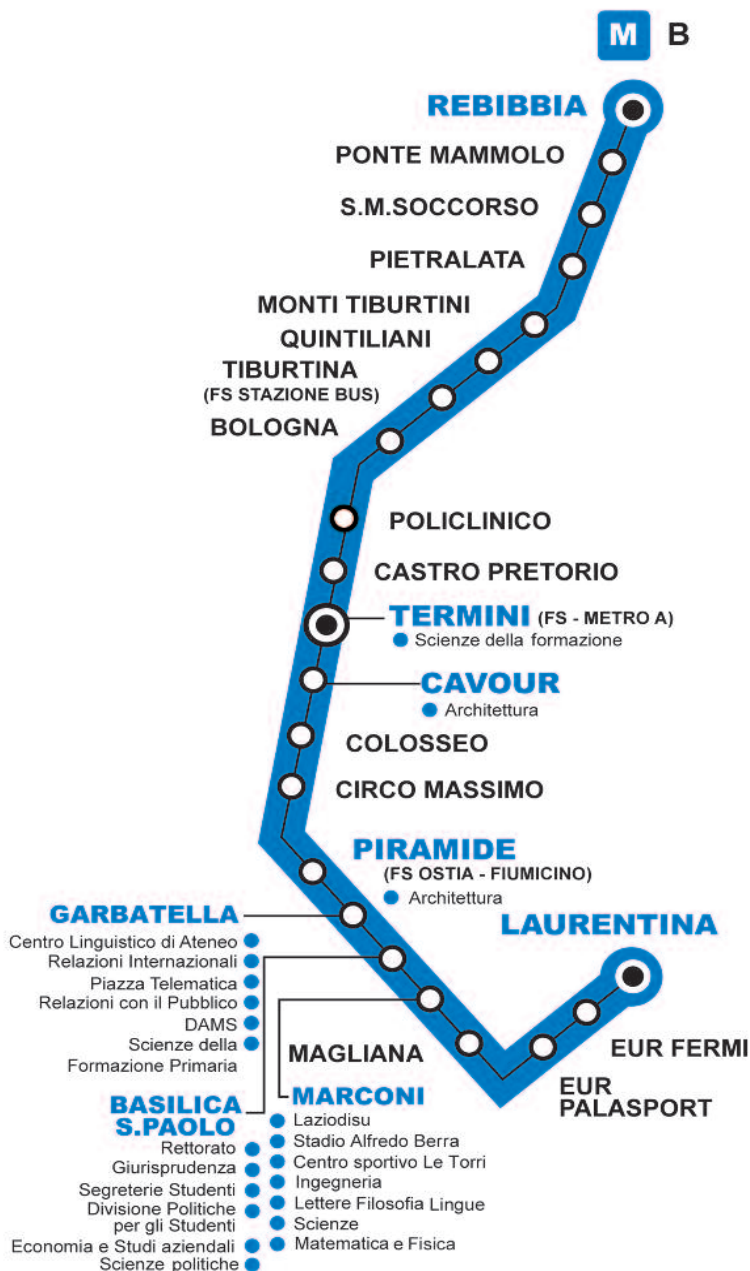 M B
REBIBBIA
PONTE MAMMOLO
S.M.SOCCORSO
PIETRALATA
MONTI TIBURTINI
QUINTILIANI
TIBURTINA
(FS STAZIONE BUS)
BOLOGNA
POLICLINICO
CASTRO PRETORIO
TERMINI (FS - METRO A)
Scienze della formazione
CAVOUR
Architettura
COLOSSEO
CIRCO MASSIMO
PIRAMIDE
(FS OSTIA - FIUMICINO)
Architettura
GARBATELLA
Centro Linguistico di Ateneo
Relazioni Internazionali
Piazza Telematica
Relazioni con il Pubblico
DAMS
Scienze della
Formazione Primaria
BASILICA
S.PAOLO
Rettorato
Giurisprudenza
Segreterie Studenti
Divisione Politiche
per gli Studenti
Economia e Studi aziendali
Scienze politiche
MARCONI
Laziodisu
Stadio Alfredo Berra
Centro sportivo Le Torri
Ingegneria
Lettere Filosofia Lingue
Scienze
Matematica e Fisica
MAGLIANA
EUR
PALASPORT
EUR FERMI
LAURENTINA